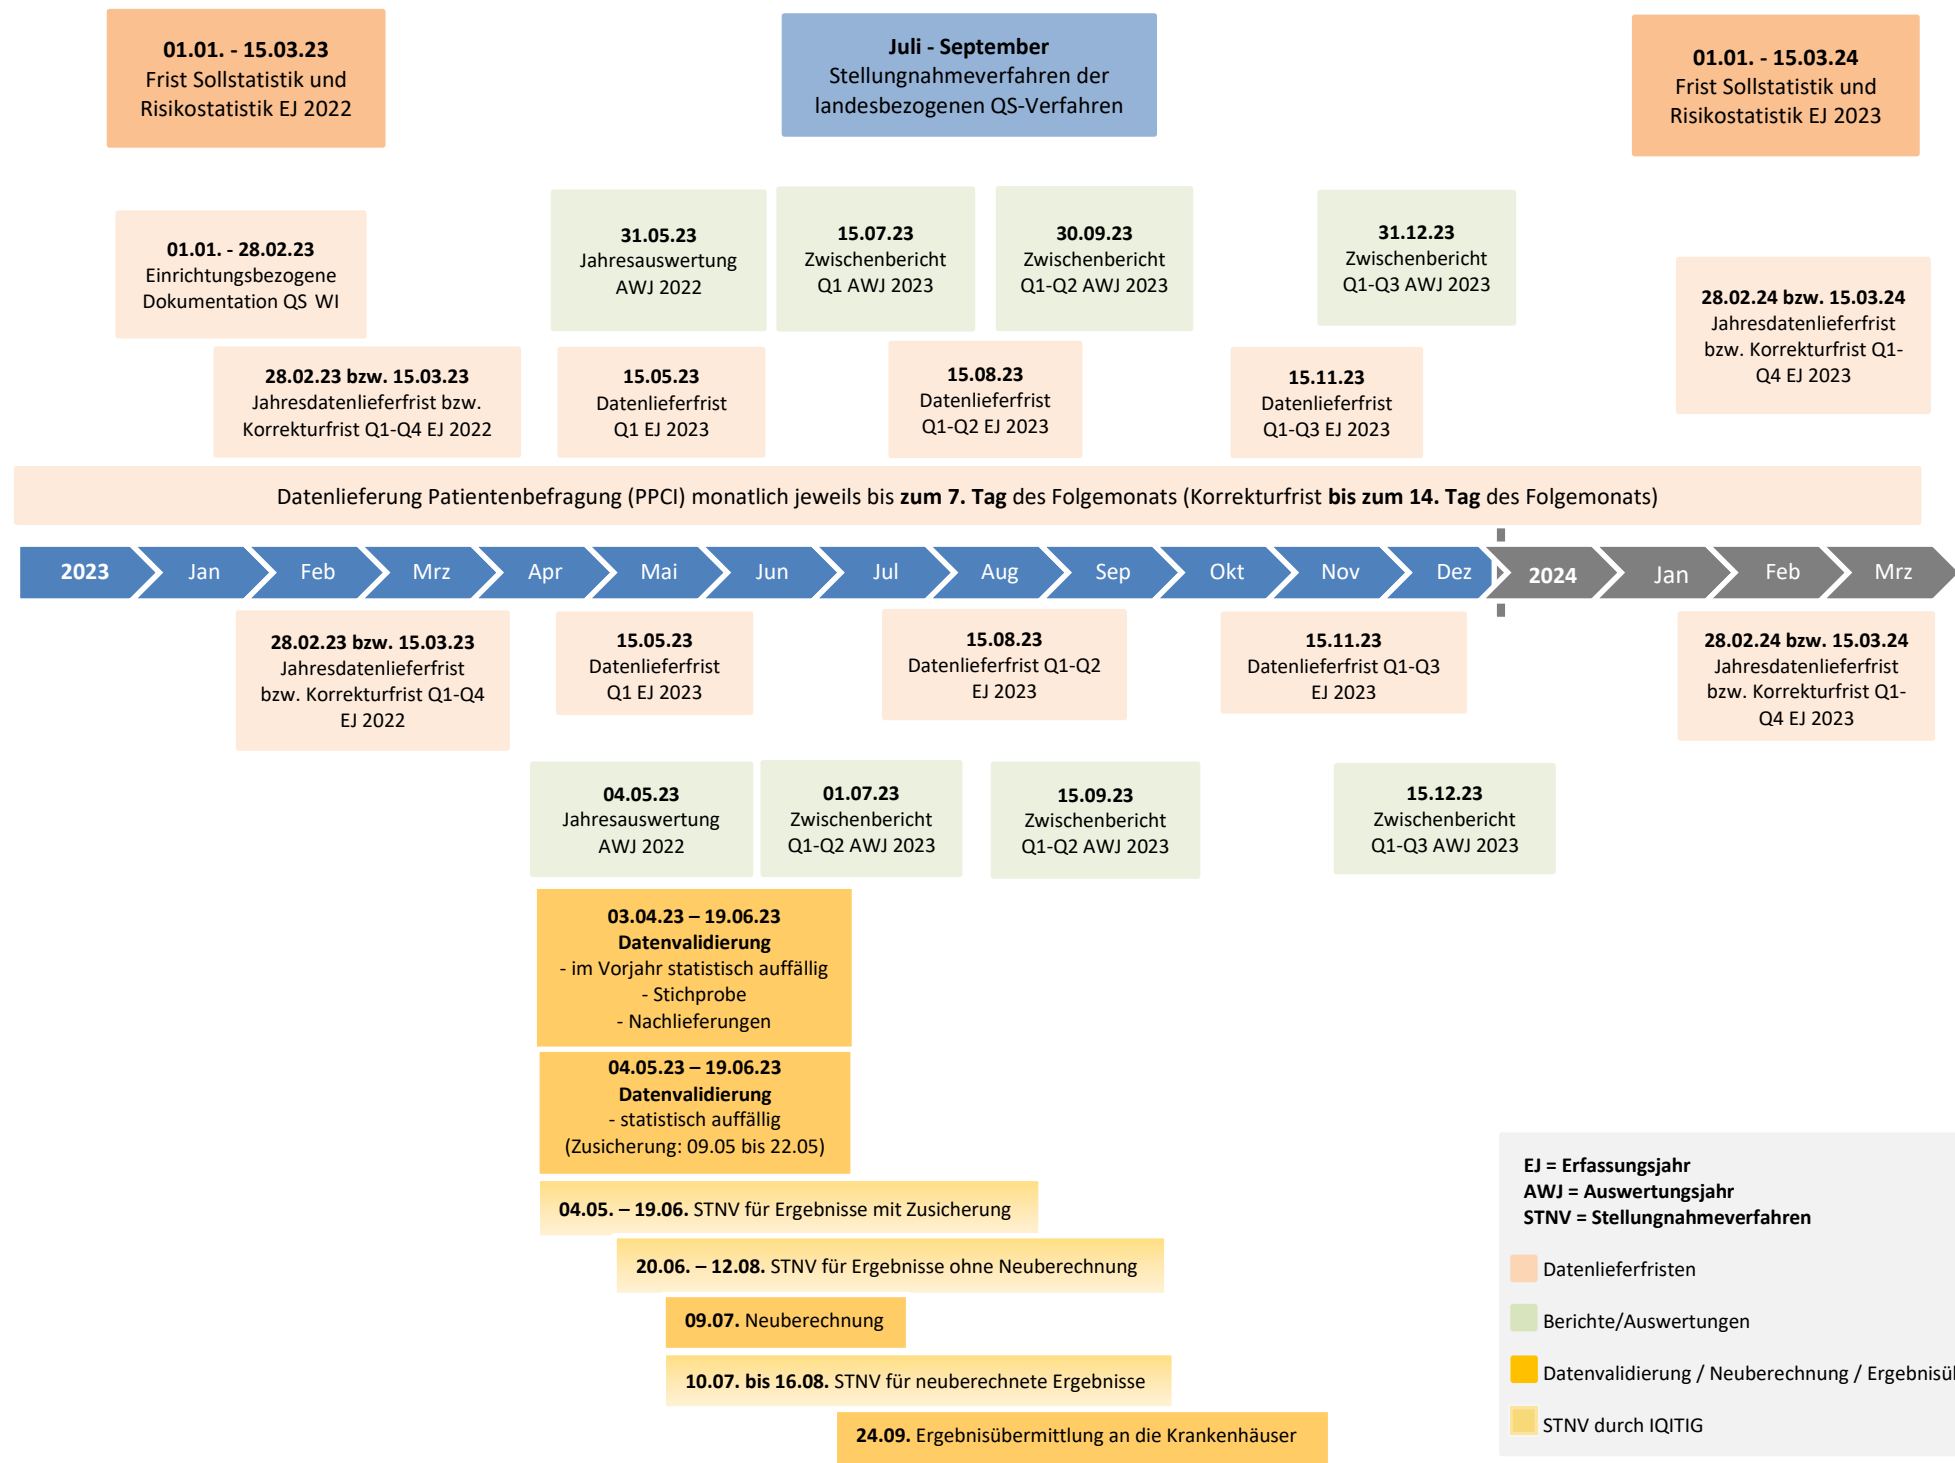 01.01. - 15.03.23
Frist Sollstatistik und
Risikostatistik EJ 2022
Juli - September
Stellungnahmeverfahren der
landesbezogenen QS-Verfahren
01.01. - 15.03.24
Frist Sollstatistik und
Risikostatistik EJ 2023
01.01. - 28.02.23
Einrichtungsbezogene
Dokumentation QS WI
31.05.23
Jahresauswertung
AWJ 2022
15.07.23
Zwischenbericht
Q1 AWJ 2023
30.09.23
Zwischenbericht
Q1-Q2 AWJ 2023
31.12.23
Zwischenbericht
Q1-Q3 AWJ 2023
28.02.24 bzw. 15.03.24
Jahresdatenlieferfrist
bzw. Korrekturfrist Q1-
Q4 EJ 2023
28.02.23 bzw. 15.03.23
Jahresdatenlieferfrist bzw.
Korrekturfrist Q1-Q4 EJ 2022
15.05.23
Datenlieferfrist
Q1 EJ 2023
15.08.23
Datenlieferfrist
Q1-Q2 EJ 2023
15.11.23
Datenlieferfrist
Q1-Q3 EJ 2023
Datenlieferung Patientenbefragung (PPCI) monatlich jeweils bis zum 7. Tag des Folgemonats (Korrekturfrist bis zum 14. Tag des Folgemonats)
2023 Jan Feb Mrz Apr Mai Jun Jul Aug Sep Okt Nov Dez 2024 Jan Feb Mrz
28.02.23 bzw. 15.03.23
Jahresdatenlieferfrist
bzw. Korrekturfrist Q1-Q4
EJ 2022
15.05.23
Datenlieferfrist
Q1 EJ 2023
15.08.23
Datenlieferfrist Q1-Q2
EJ 2023
15.11.23
Datenlieferfrist Q1-Q3
EJ 2023
28.02.24 bzw. 15.03.24
Jahresdatenlieferfrist
bzw. Korrekturfrist Q1-
Q4 EJ 2023
04.05.23
Jahresauswertung
AWJ 2022
01.07.23
Zwischenbericht
Q1-Q2 AWJ 2023
15.09.23
Zwischenbericht
Q1-Q2 AWJ 2023
15.12.23
Zwischenbericht
Q1-Q3 AWJ 2023
03.04.23 – 19.06.23
Datenvalidierung
- im Vorjahr statistisch auffällig
- Stichprobe
- Nachlieferungen
04.05.23 – 19.06.23
Datenvalidierung
- statistisch auffällig
(Zusicherung: 09.05 bis 22.05)
04.05. – 19.06. STNV für Ergebnisse mit Zusicherung
20.06. – 12.08. STNV für Ergebnisse ohne Neuberechnung
09.07. Neuberechnung
10.07. bis 16.08. STNV für neuberechnete Ergebnisse
24.09. Ergebnisübermittlung an die Krankenhäuser
EJ = Erfassungsjahr
AWJ = Auswertungsjahr
STNV = Stellungnahmeverfahren
Datenlieferfristen
Berichte/Auswertungen
Datenvalidierung / Neuberechnung / Ergebnisül
STNV durch IQITIG